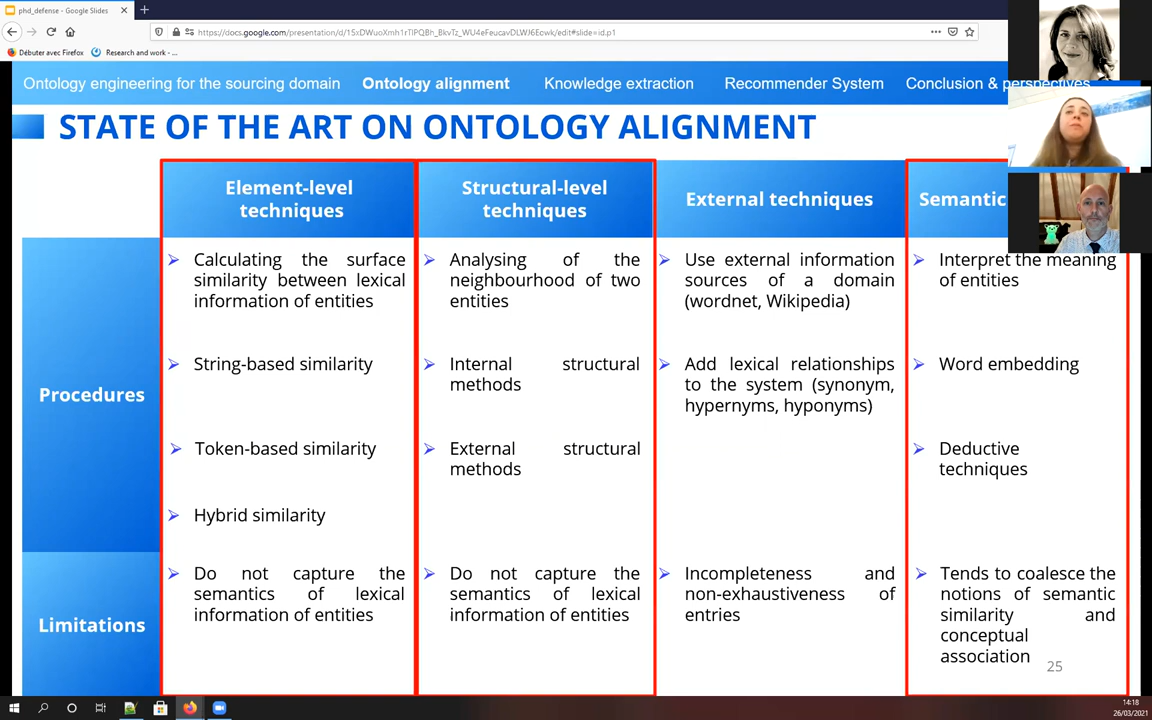 phd_defense - Google Slides
https://docs.google.com/presentation/d/15xDWuoXmh1rTlPQBh_BkvTz_WU4eFeucavDLWJ6Eowk/edit#slide=id.p1
Débuter avec Firefox Research and work - ...
Ontology engineering for the sourcing domain Ontology alignment Knowledge extraction Recommender System Conclusion & perspectives
STATE OF THE ART ON ONTOLOGY ALIGNMENT
Element-level
techniques
Structural-level
techniques
External techniques
Semantic
Procedures
Calculating the surface
similarity between lexical
information of entities
String-based similarity
Token-based similarity
Hybrid similarity
Analysing of the
neighbourhood of two
entities
Internal structural
methods
External structural
methods
Use external information
sources of a domain
(wordnet, Wikipedia)
Add lexical relationships
to the system (synonym,
hypernyms, hyponyms)
Interpret the meaning
of entities
Word embedding
Deductive
techniques
Limitations
Do not capture the
semantics of lexical
information of entities
Do not capture the
semantics of lexical
information of entities
Incompleteness and
non-exhaustiveness of
entries
Tends to coalesce the
notions of semantic
similarity and
conceptual
association
25
14:18
26/03/2021